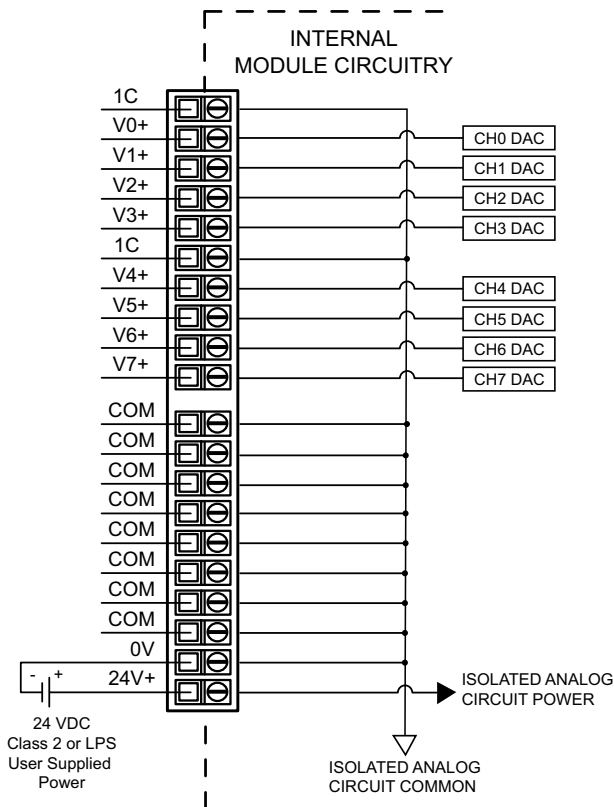 INTERNAL
MODULE CIRCUITRY
1C
V0+
CH0 DAC
V1+
CH1 DAC
V2+
CH2 DAC
V3+
CH3 DAC
1C
V4+
CH4 DAC
V5+
CH5 DAC
V6+
CH6 DAC
V7+
CH7 DAC
COM
COM
COM
COM
COM
COM
COM
COM
0V
- +
24V+
ISOLATED ANALOG
CIRCUIT POWER
24 VDC
Class 2 or LPS
User Supplied
Power
ISOLATED ANALOG
CIRCUIT COMMON